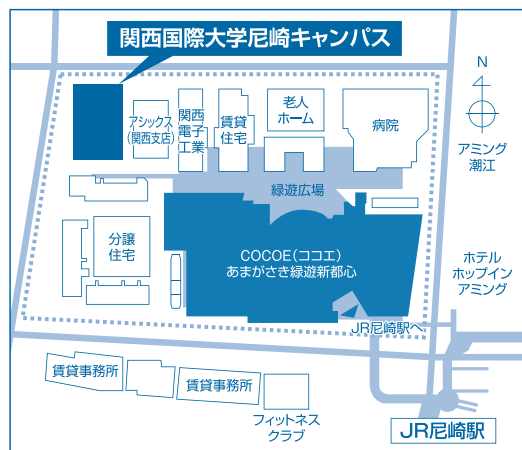 関西国際大学尼崎キャンパス
N
アシックス
(関西支店)
関西
電子
工業
賃貸
住宅
老人
ホーム
病院
アミング
潮江
緑遊広場
分譲
住宅
COCOE(ココエ)
あまがさき緑遊新都心
ホテル
ホップイン
アミング
JR尼崎駅へ
賃貸事務所
賃貸事務所
フィットネス
クラブ
JR尼崎駅